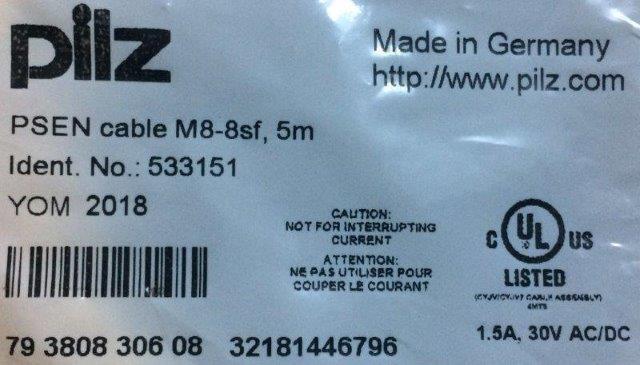 pilz
Made in Germany
http://www.pilz.com
PSEN cable M8-8sf, 5m
Ident. No.: 533151
YOM 2018
CAUTION:
NOT FOR INTERRUPTING
CURRENT
ATTENTION:
NE PAS UTILISER POUR
COUPER LE COURANT
C UL US
LISTED
CABLE ASSEMBLY)
1.5A, 30V AC/DC
79 3808 306 08 32181446796